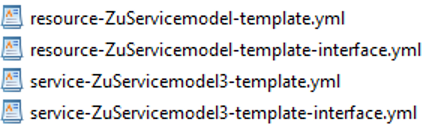 resource-ZuServicemodel-template.yml
resource-ZuServicemodel-template-interface.yml
service-ZuServicemodel3-template.yml
service-ZuServicemodel3-template-interface.yml